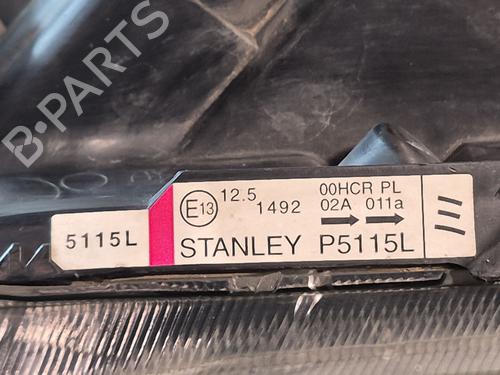 B-PARTS
5115L
E13
12.5
1492
00HCR PL
02A 011a
STANLEY P5115L